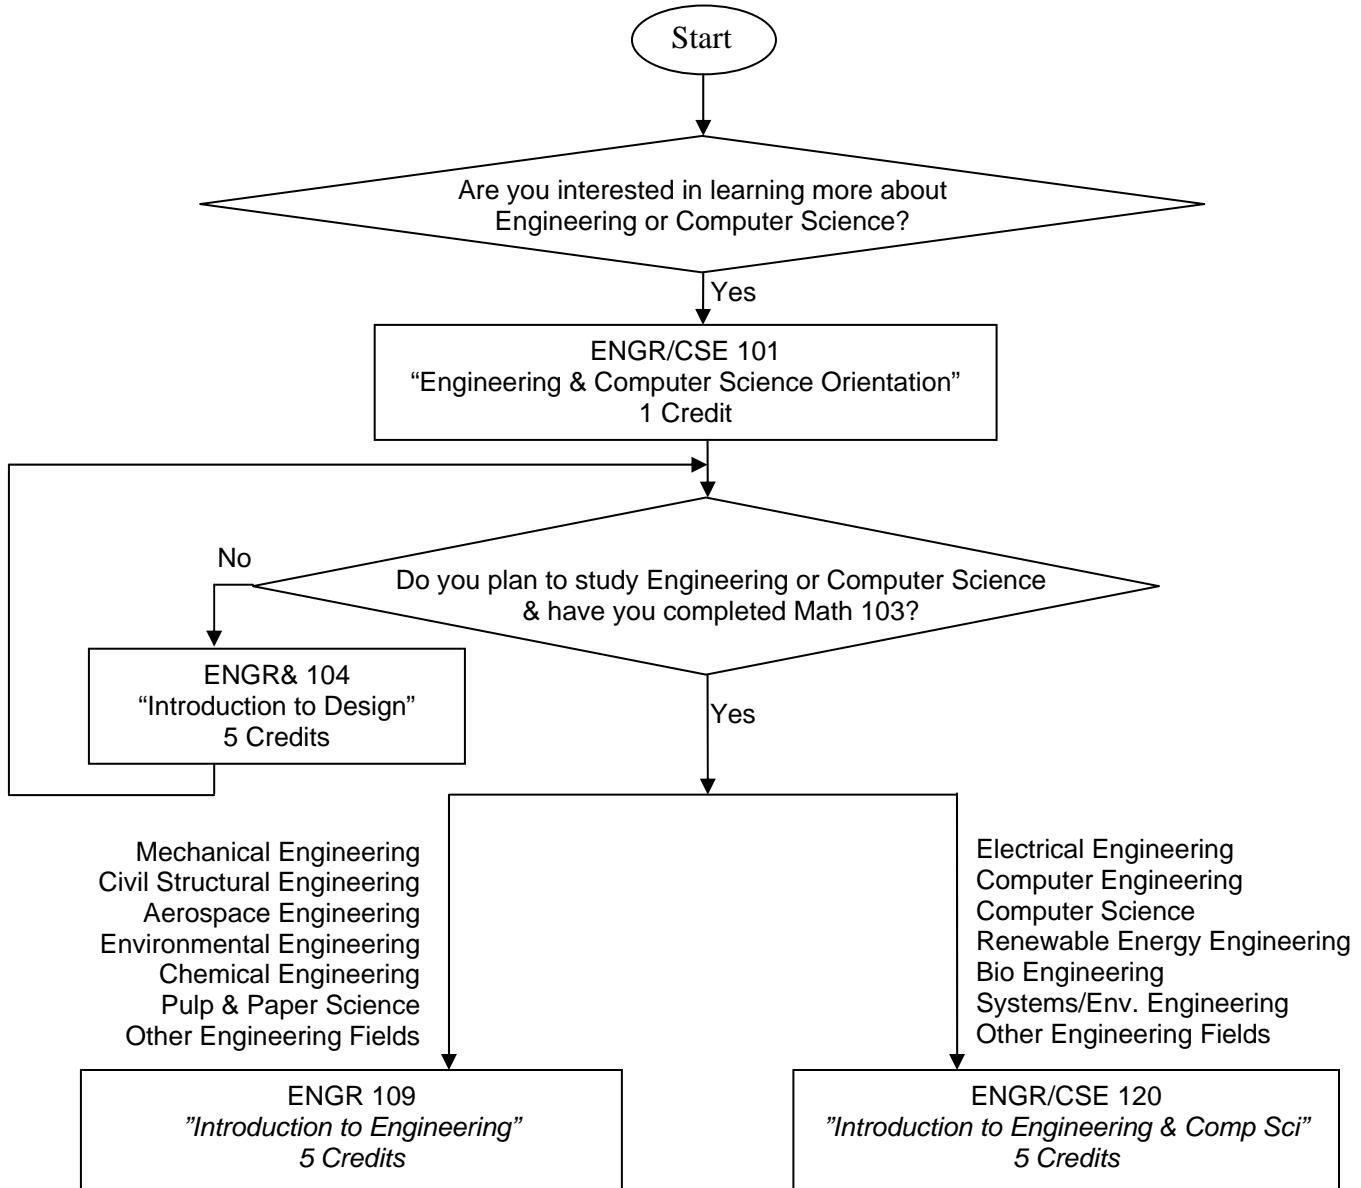 Start
Are you interested in learning more about
Engineering or Computer Science?
Yes
ENGR/CSE 101
“Engineering & Computer Science Orientation”
1 Credit
No
Do you plan to study Engineering or Computer Science
& have you completed Math 103?
ENGR& 104
“Introduction to Design”
5 Credits
Yes
Mechanical Engineering
Civil Structural Engineering
Aerospace Engineering
Environmental Engineering
Chemical Engineering
Pulp & Paper Science
Other Engineering Fields
Electrical Engineering
Computer Engineering
Computer Science
Renewable Energy Engineering
Bio Engineering
Systems/Env. Engineering
Other Engineering Fields
ENGR 109
”Introduction to Engineering”
5 Credits
ENGR/CSE 120
”Introduction to Engineering & Comp Sci”
5 Credits